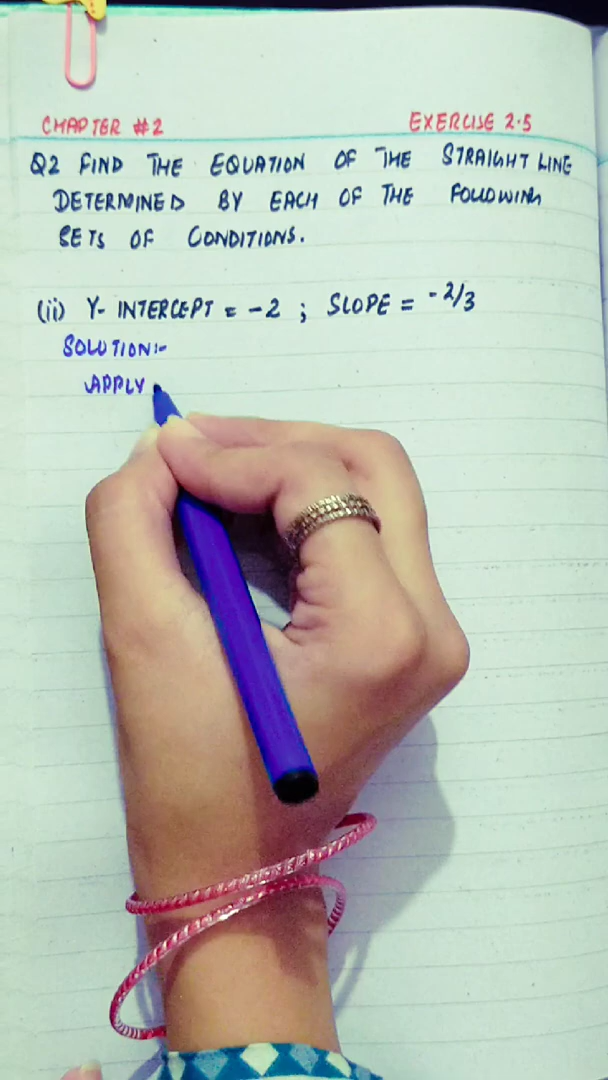 CHAPTER #2 EXERCISE 2.5
Q2 FIND THE EQUATION OF THE STRAIGHT LINE
DETERMINED BY EACH OF THE FOLLOWING
SETS OF CONDITIONS.
(ii) Y-INTERCEPT = -2 ; SLOPE = -2/3
SOLUTION:-
APPLY